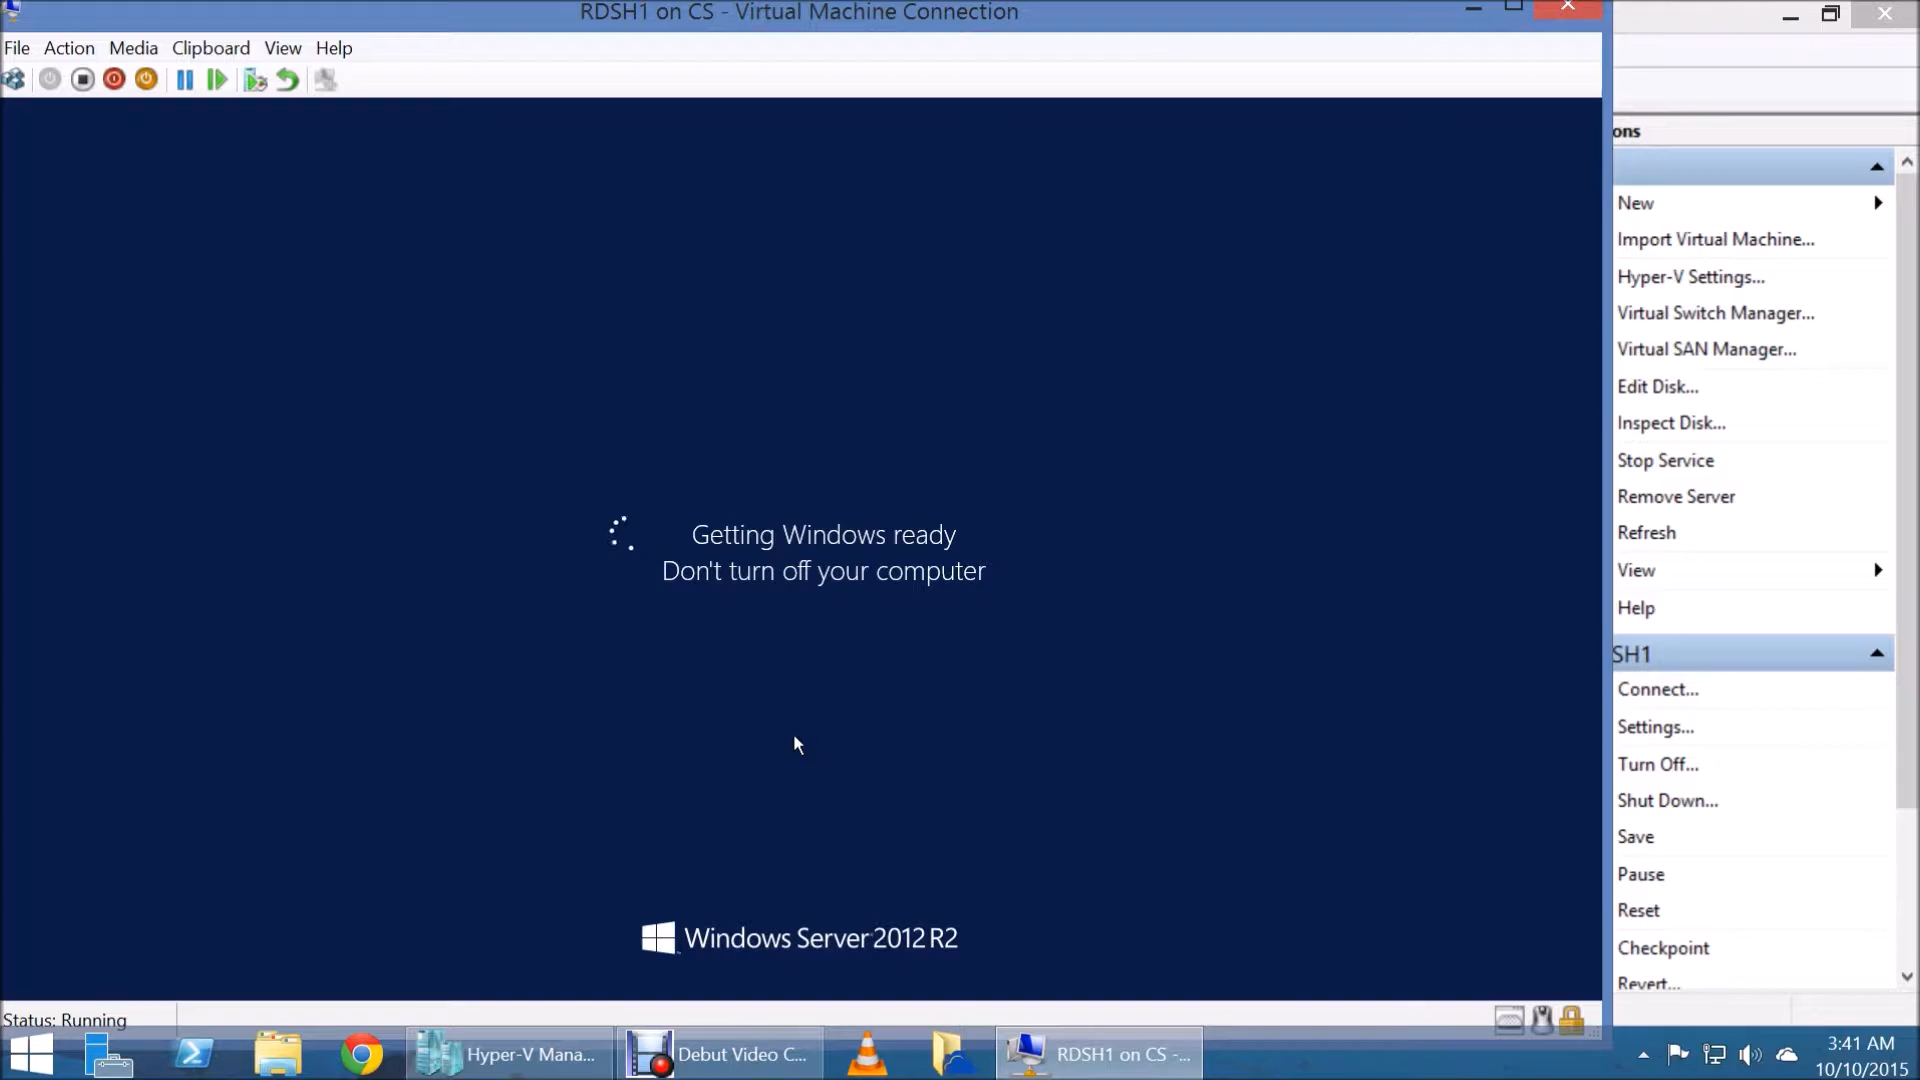 RDSH1 on CS - Virtual Machine Connection
File Action Media Clipboard View Help
Getting Windows ready
Don't turn off your computer
Windows Server 2012 R2
Status: Running
ons
New
Import Virtual Machine...
Hyper-V Settings...
Virtual Switch Manager...
Virtual SAN Manager...
Edit Disk...
Inspect Disk...
Stop Service
Remove Server
Refresh
View
Help
SH1
Connect...
Settings...
Turn Off...
Shut Down...
Save
Pause
Reset
Checkpoint
Revert...
Hyper-V Mana...
Debut Video C...
RDSH1 on CS -...
3:41 AM
10/10/2015